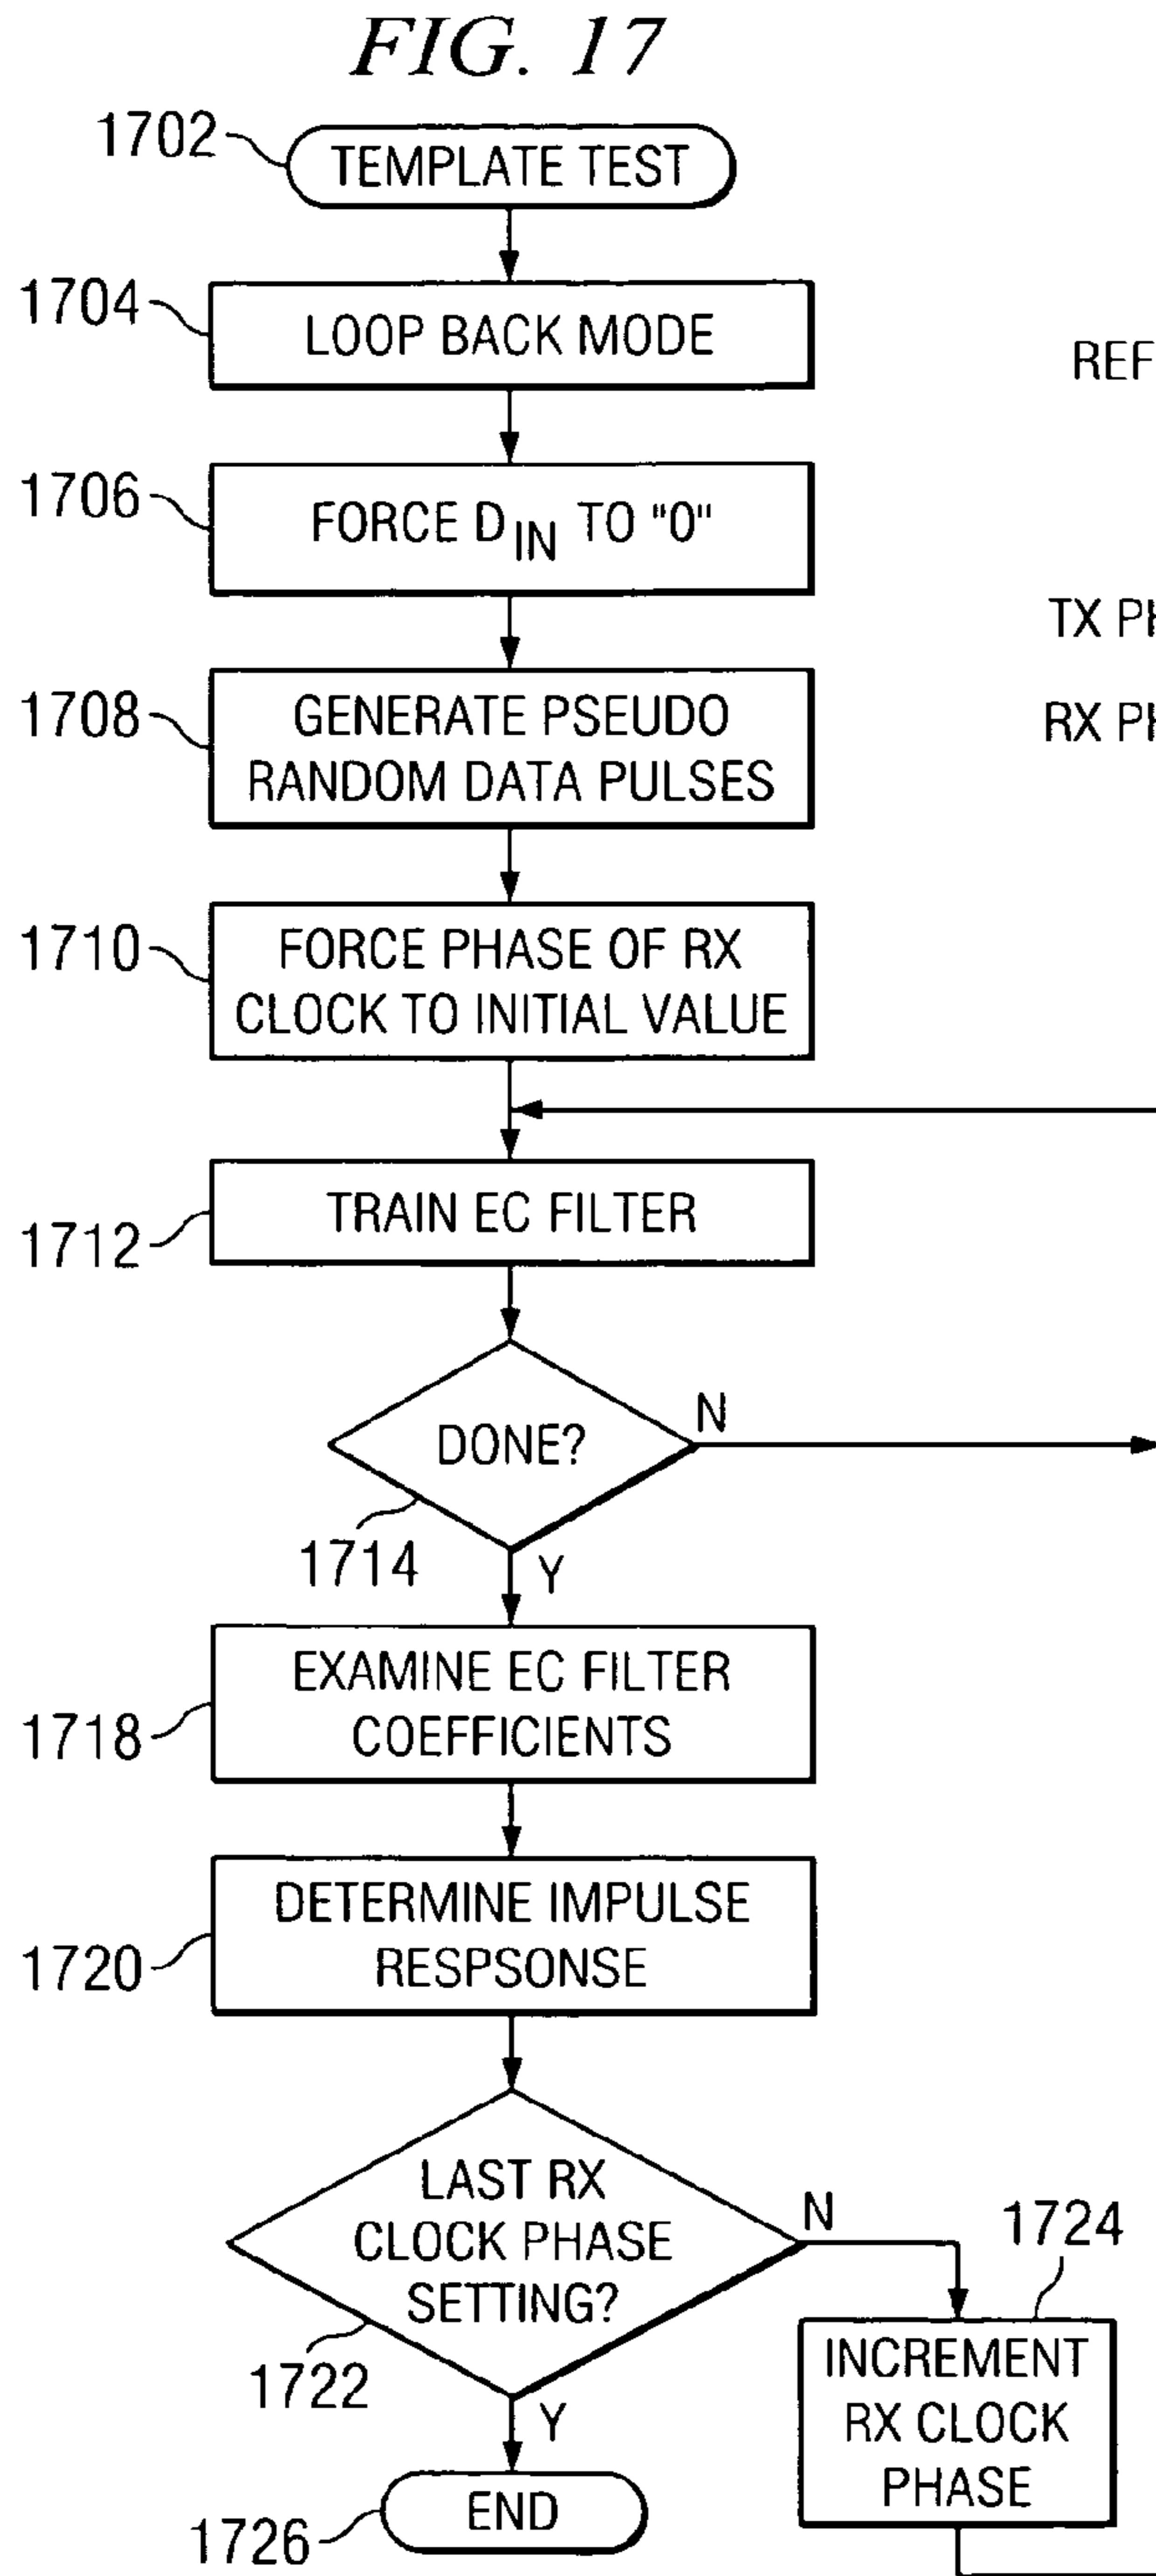 FIG. 17
1702
TEMPLATE TEST
1704
LOOP BACK MODE
REF
1706
FORCE D IN TO "0"
TX PH
1708
GENERATE PSEUDO
RANDOM DATA PULSES
RX PH
1710
FORCE PHASE OF RX
CLOCK TO INITIAL VALUE
1712
TRAIN EC FILTER
DONE?
N
1714
Y
1718
EXAMINE EC FILTER
COEFFICIENTS
1720
DETERMINE IMPULSE
RESPSONSE
LAST RX
CLOCK PHASE
SETTING?
N
1722
Y
1724
INCREMENT
RX CLOCK
PHASE
1726
END